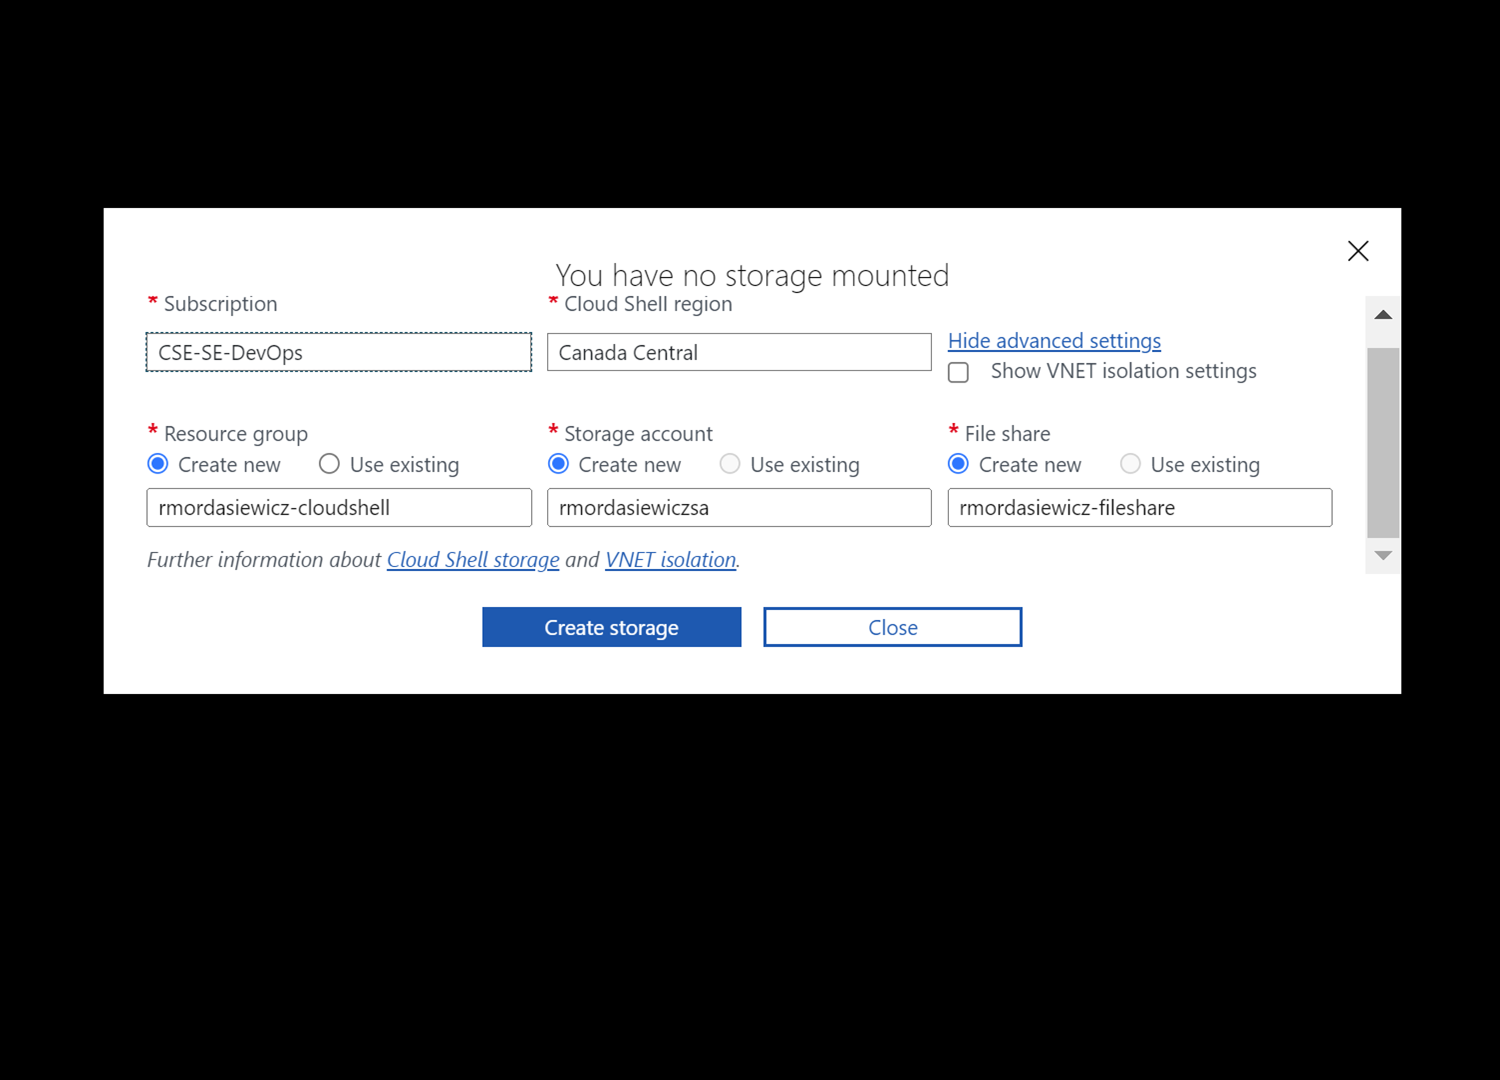 You have no storage mounted
* Subscription
* Cloud Shell region
CSE-SE-DevOps
Canada Central
Hide advanced settings
Show VNET isolation settings
* Resource group
* Storage account
* File share
Create new Use existing
Create new Use existing
Create new Use existing
rmordasiewicz-cloudshell
rmordasiewiczsa
rmordasiewicz-fileshare
Further information about Cloud Shell storage and VNET isolation.
Create storage
Close